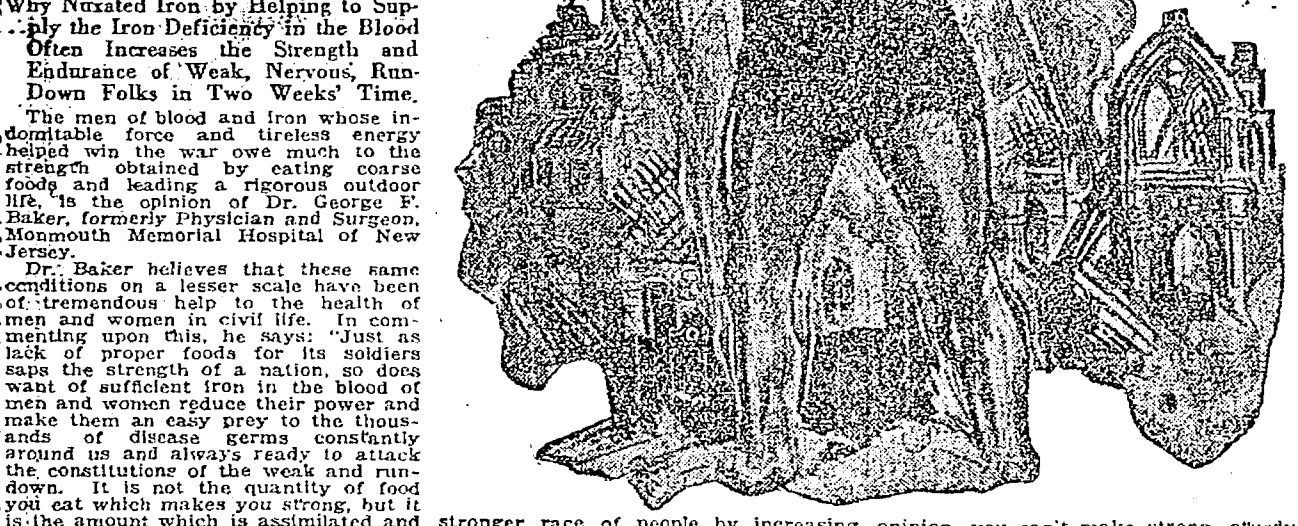 Why Nuxated Iron by Helping to Sup-
ply the Iron Deficiency in the Blood
Often Increases the Strength and
Endurance of Weak, Nervous, Run-
Down Folks in Two Weeks' Time.
The men of blood and iron whose in-
domitable force and tireless energy
helped win the war owe much to the
strength obtained by eating coarse
foods and leading a rigorous outdoor
life, is the opinion of Dr. George F.
Baker, formerly Physician and Surgeon,
Monmouth Memorial Hospital of New
Jersey.
Dr. Baker believes that these same
conditions on a lesser scale have been
of tremendous help to the health of
men and women in civil life. In com-
menting upon this, he says: "Just as
lack of proper foods for its soldiers
saps the strength of a nation, so does
want of sufficient iron in the blood of
men and women reduce their power and
make them an easy prey to the thous-
ands of disease germs constantly
around us and always ready to attack
the constitutions of the weak and run-
down. It is not the quantity of food
you eat which makes you strong, but it
is the amount which is assimilated and
stronger race of people by increasing
opinion you can't make strong, sturdy